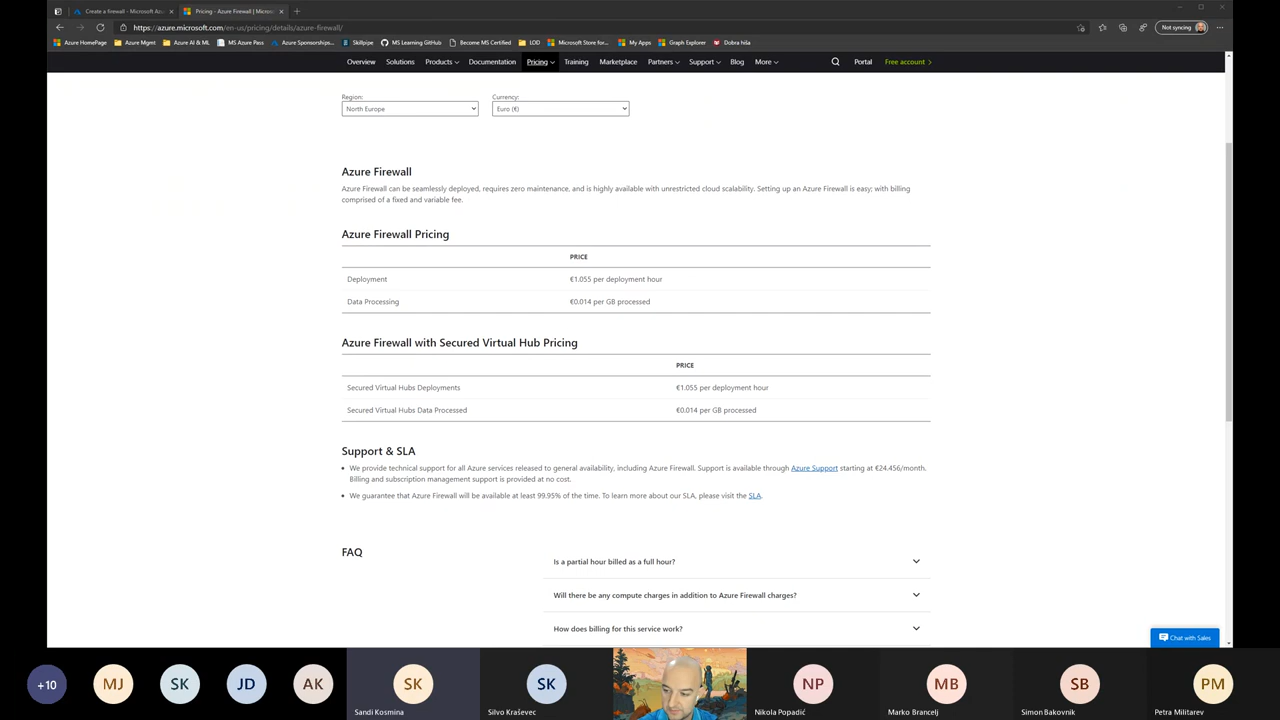 Create a firewall - Microsoft Az
Pricing - Azure Firewall | Micros
https://azure.microsoft.com/en-us/pricing/details/azure-firewall/
Not syncing
Azure HomePage
Azure Mgmt
Azure AI & ML
MS Azure Pass
Azure Sponsorships...
Skillpipe
MS Learning GitHub
Become MS Certified
LOD
Microsoft Store for...
My Apps
Graph Explorer
Dobra hiša
Overview Solutions Products Documentation Pricing Training Marketplace Partners Support Blog More Portal Free account
Region: Currency:
North Europe Euro (€)
Azure Firewall
Azure Firewall can be seamlessly deployed, requires zero maintenance, and is highly available with unrestricted cloud scalability. Setting up an Azure Firewall is easy; with billing
comprised of a fixed and variable fee.
Azure Firewall Pricing
PRICE
Deployment €1.055 per deployment hour
Data Processing €0.014 per GB processed
Azure Firewall with Secured Virtual Hub Pricing
PRICE
Secured Virtual Hubs Deployments €1.055 per deployment hour
Secured Virtual Hubs Data Processed €0.014 per GB processed
Support & SLA
We provide technical support for all Azure services released to general availability, including Azure Firewall. Support is available through Azure Support starting at €24.456/month.
Billing and subscription management support is provided at no cost.
We guarantee that Azure Firewall will be available at least 99.95% of the time. To learn more about our SLA, please visit the SLA.
FAQ
Is a partial hour billed as a full hour?
Will there be any compute charges in addition to Azure Firewall charges?
How does billing for this service work?
Chat with Sales
+10 MJ SK JD AK SK SK NP MB SB PM
Sandi Kosmina Silvo Kraševec Nikola Popadić Marko Brancelj Simon Bakovnik Petra Militarev